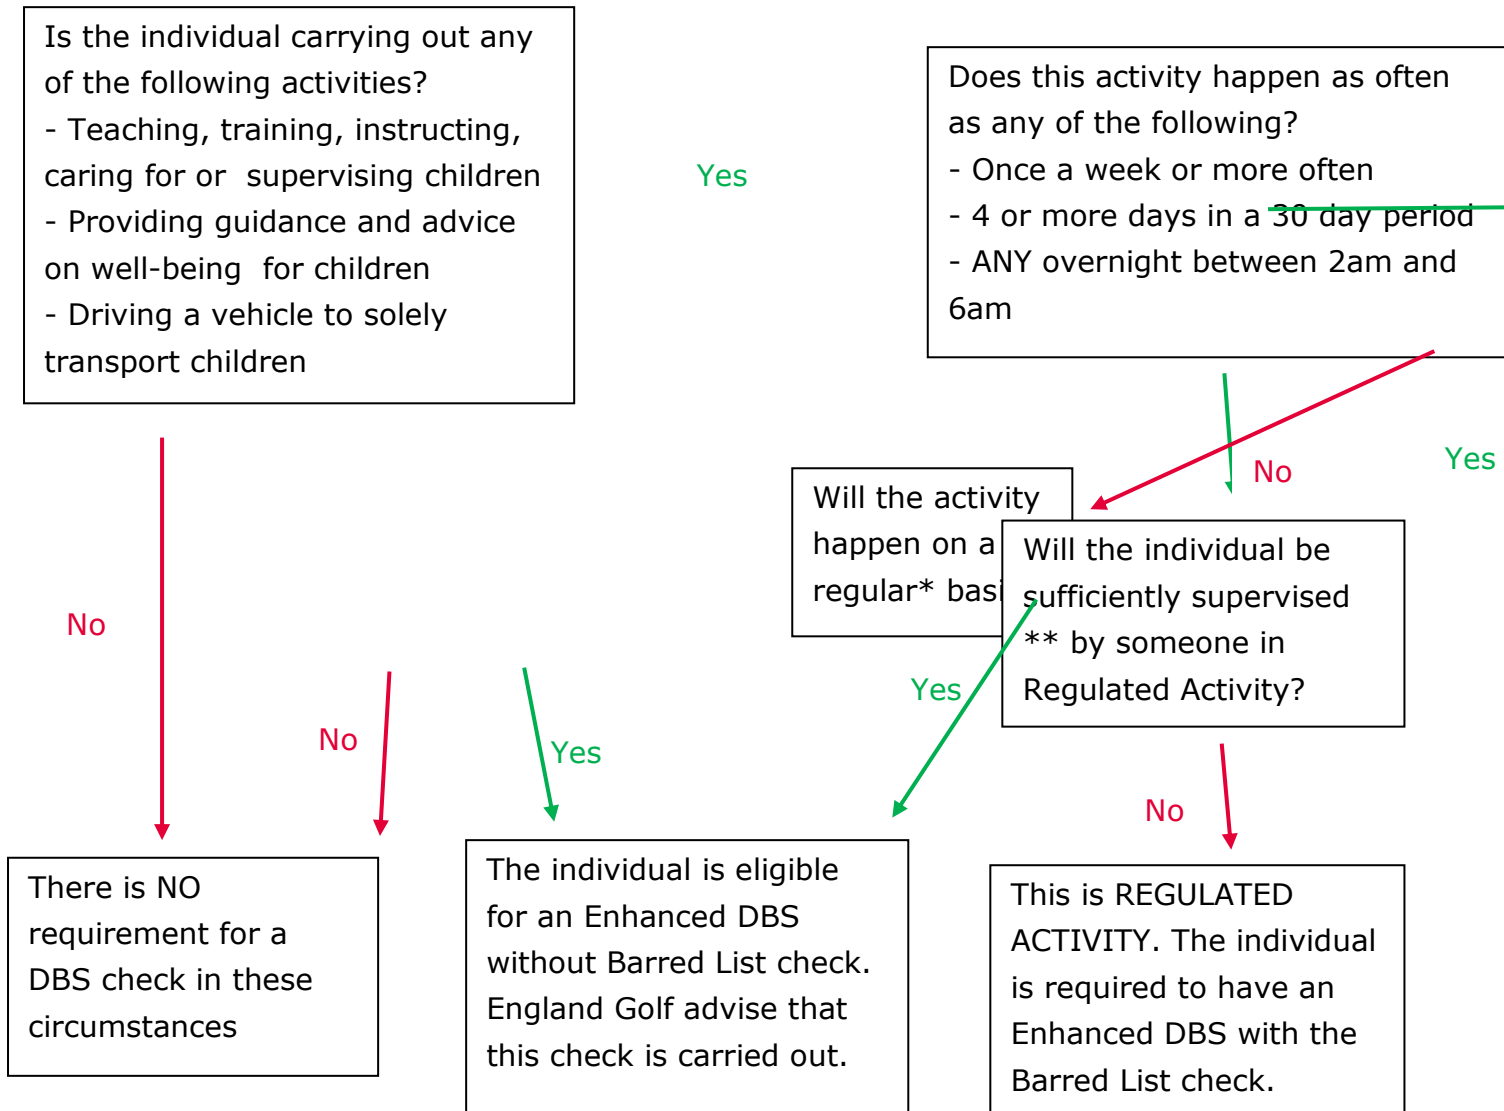 Is the individual carrying out any
of the following activities?
- Teaching, training, instructing,
caring for or  supervising children
- Providing guidance and advice
on well-being  for children
- Driving a vehicle to solely
transport children
Yes
Does this activity happen as often
as any of the following?
- Once a week or more often
- 4 or more days in a 30 day period
- ANY overnight between 2am and
6am
No
Yes
Will the activity
happen on a
regular* basi
Will the individual be
sufficiently supervised
** by someone in
Regulated Activity?
No
No
Yes
Yes
No
There is NO
requirement for a
DBS check in these
circumstances
The individual is eligible
for an Enhanced DBS
without Barred List check.
England Golf advise that
this check is carried out.
This is REGULATED
ACTIVITY. The individual
is required to have an
Enhanced DBS with the
Barred List check.